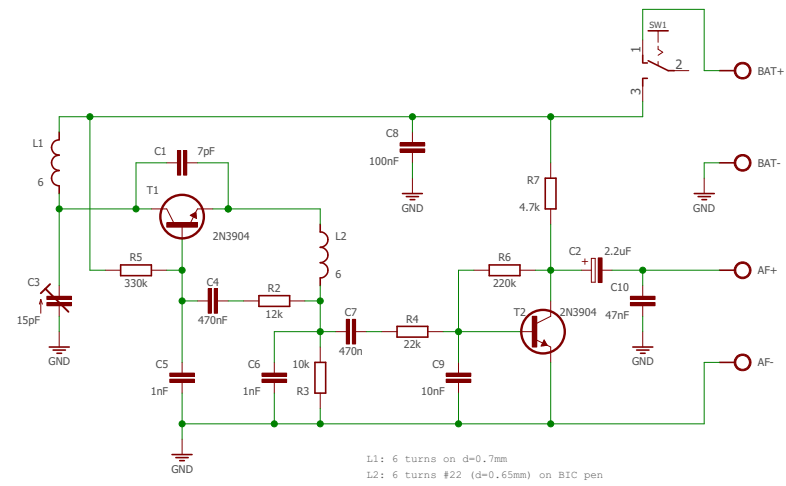 SW1
1
2
3
BAT+
L1
6
C1
7pF
T1
2N3904
C8
100nF
GND
R7
4.7k
BAT-
GND
L2
6
C3
15pF
GND
R5
330k
C4
470nF
R2
12k
R6
220k
C2
+
2.2uF
AF+
C10
47nF
GND
T2
2N3904
C7
470n
R4
22k
C5
1nF
C6
1nF
10k
R3
C9
10nF
AF-
GND
L1: 6 turns on d=0.7mm
L2: 6 turns #22 (d=0.65mm) on BIC pen